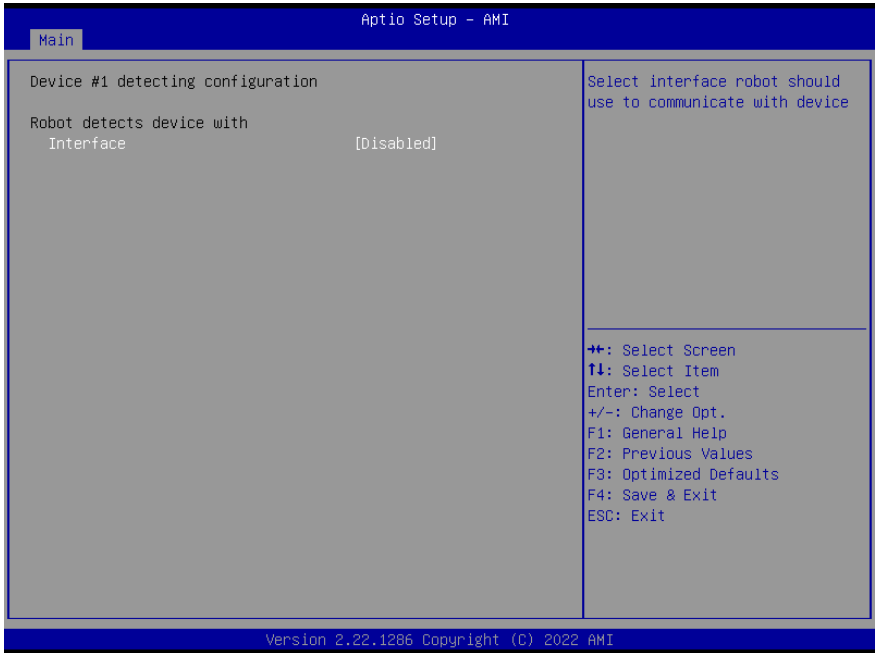 Aptio Setup – AMI
Main
Device #1 detecting configuration
Robot detects device with
Interface [Disabled]
Select interface robot should
use to communicate with device
→←: Select Screen
↑↓: Select Item
Enter: Select
+/-: Change Opt.
F1: General Help
F2: Previous Values
F3: Optimized Defaults
F4: Save & Exit
ESC: Exit
Version 2.22.1286 Copyright (C) 2022 AMI